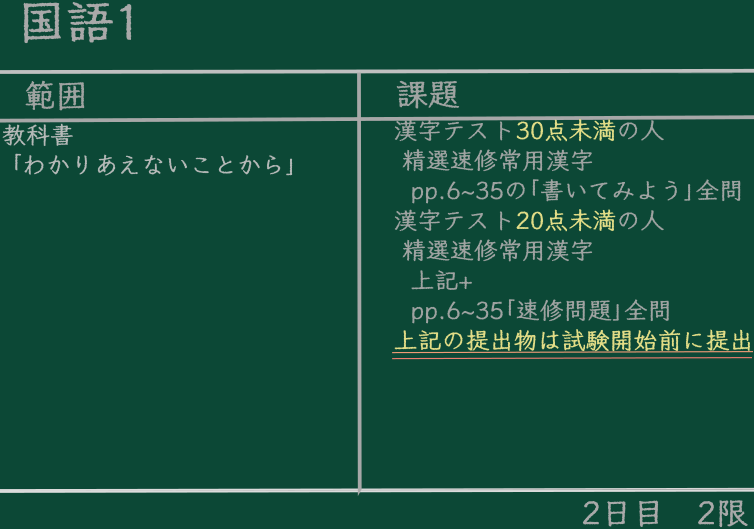 国語1
範囲
課題
教科書
「わかりあえないことから」
漢字テスト30点未満の人
精選速修常用漢字
pp.6~35の「書いてみよう」全問
漢字テスト20点未満の人
精選速修常用漢字
上記+
pp.6~35「速修問題」全問
上記の提出物は試験開始前に提出
2日目 2限